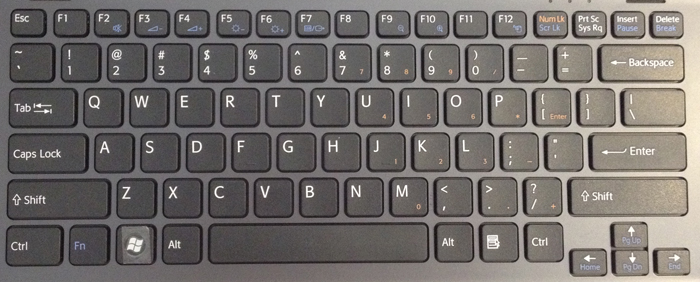 Esc F1 F2 F3 F4 F5 F6 F7 F8 F9 F10 F11 F12 Num Lk Scr Lk Prt Sc Sys Rq Insert Pause Delete Break
~ ` ! 1 @ 2 # 3 $ 4 % 5 ^ 6 & 7 7 * 8 8 ( 9 9 ) 0 / _ - + = ← Backspace
Tab Q W E R T Y U 4 I 5 O 6 P * { [ Enter } ] | \
Caps Lock A S D F G H J 1 K 2 L 3 : ; - " ' ← Enter
⇧ Shift Z X C V B N M 0 < , > . . ? / + ⇧ Shift
Ctrl Fn Alt Alt Ctrl ← Home ↑ Pg Up ↓ Pg Dn → End